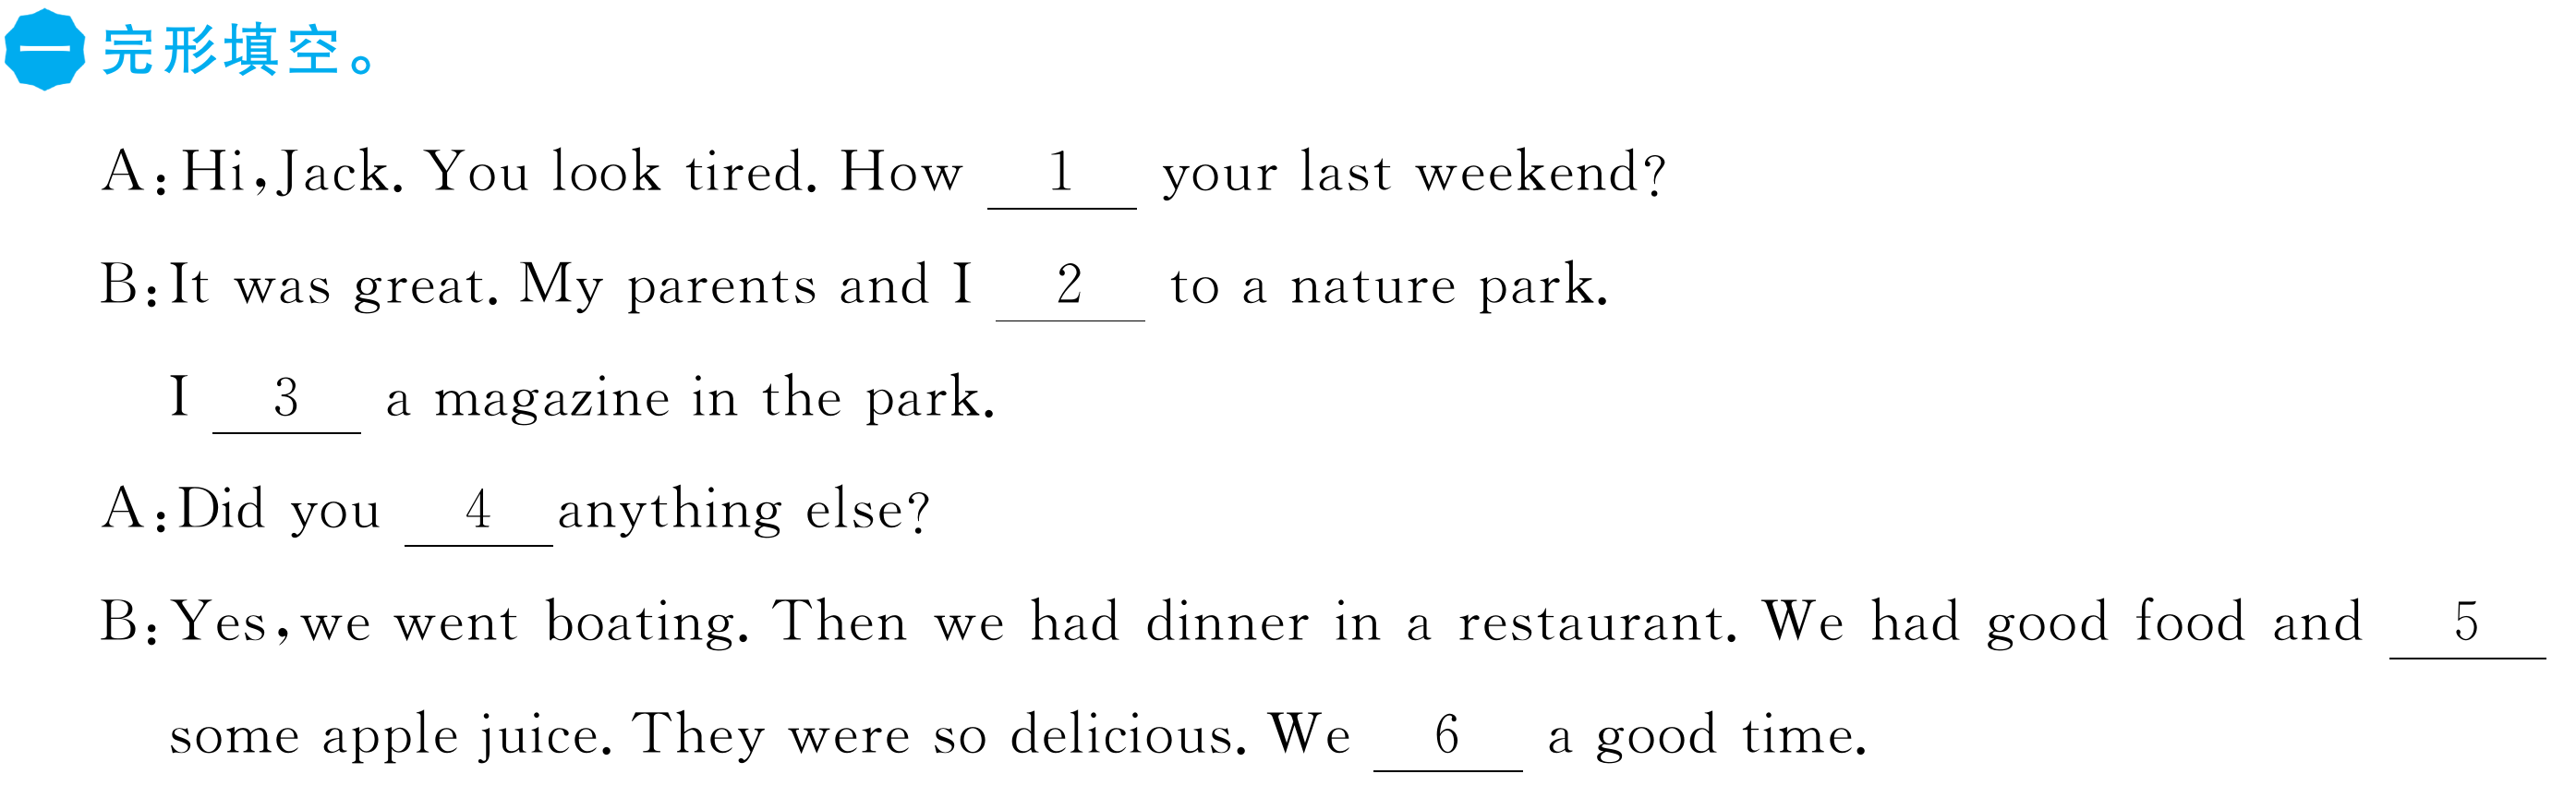 一 完形填空。
A:Hi,Jack. You look tired. How 1 your last weekend?
B:It was great. My parents and I 2 to a nature park.
I 3 a magazine in the park.
A:Did you 4 anything else?
B:Yes,we went boating. Then we had dinner in a restaurant. We had good food and 5
some apple juice. They were so delicious. We 6 a good time.